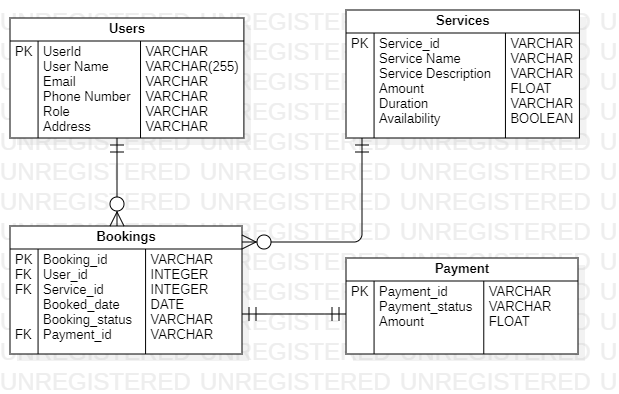 Users
PK UserId VARCHAR
User Name VARCHAR(255)
Email VARCHAR
Phone Number VARCHAR
Role VARCHAR
Address VARCHAR
Services
PK Service_id VARCHAR
Service Name VARCHAR
Service Description VARCHAR
Amount FLOAT
Duration VARCHAR
Availability BOOLEAN
Bookings
PK Booking_id VARCHAR
FK User_id INTEGER
FK Service_id INTEGER
Booked_date DATE
Booking_status VARCHAR
FK Payment_id VARCHAR
Payment
PK Payment_id VARCHAR
Payment_status VARCHAR
Amount FLOAT
UNREGISTERED UNREGISTERED UNREGISTERED U